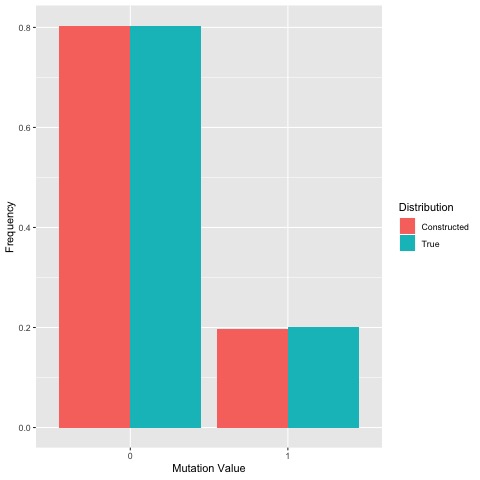 0.8
0.6
0.4
0.2
0.0
0 1
Frequency
Mutation Value
Distribution
Constructed
True